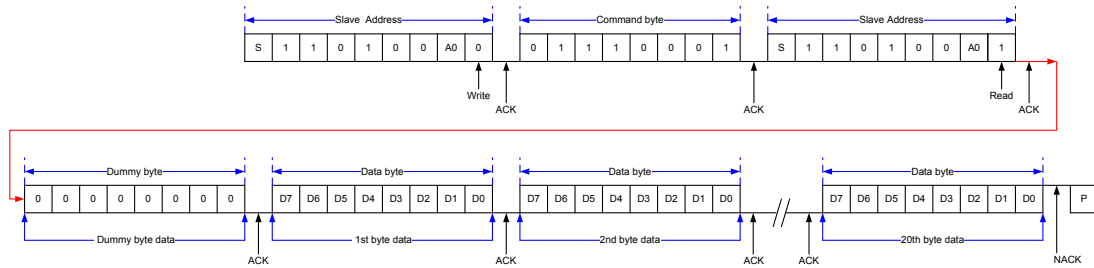 Slave Address Command byte Slave Address
S 1 1 0 1 0 0 A0 0 0 1 1 1 0 0 0 1 S 1 1 0 1 0 0 A0 1
Write Read
ACK ACK ACK
Dummy byte Data byte Data byte Data byte
0 0 0 0 0 0 0 0 D7 D6 D5 D4 D3 D2 D1 D0 D7 D6 D5 D4 D3 D2 D1 D0 D7 D6 D5 D4 D3 D2 D1 D0 P
Dummy byte data 1st byte data 2nd byte data 20th byte data
ACK ACK ACK ACK NACK